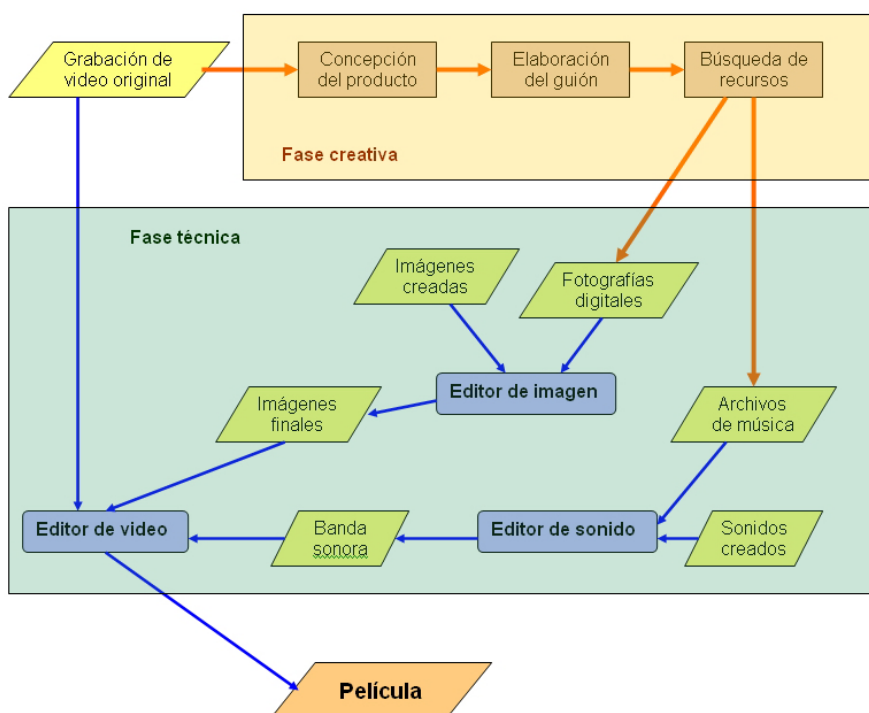 Grabación de
video original
Concepción
del producto
Elaboración
del guión
Búsqueda de
recursos
Fase creativa
Fase técnica
Imágenes
creadas
Fotografías
digitales
Editor de imagen
Imágenes
finales
Archivos
de música
Editor de video
Banda
sonora
Editor de sonido
Sonidos
creados
Película